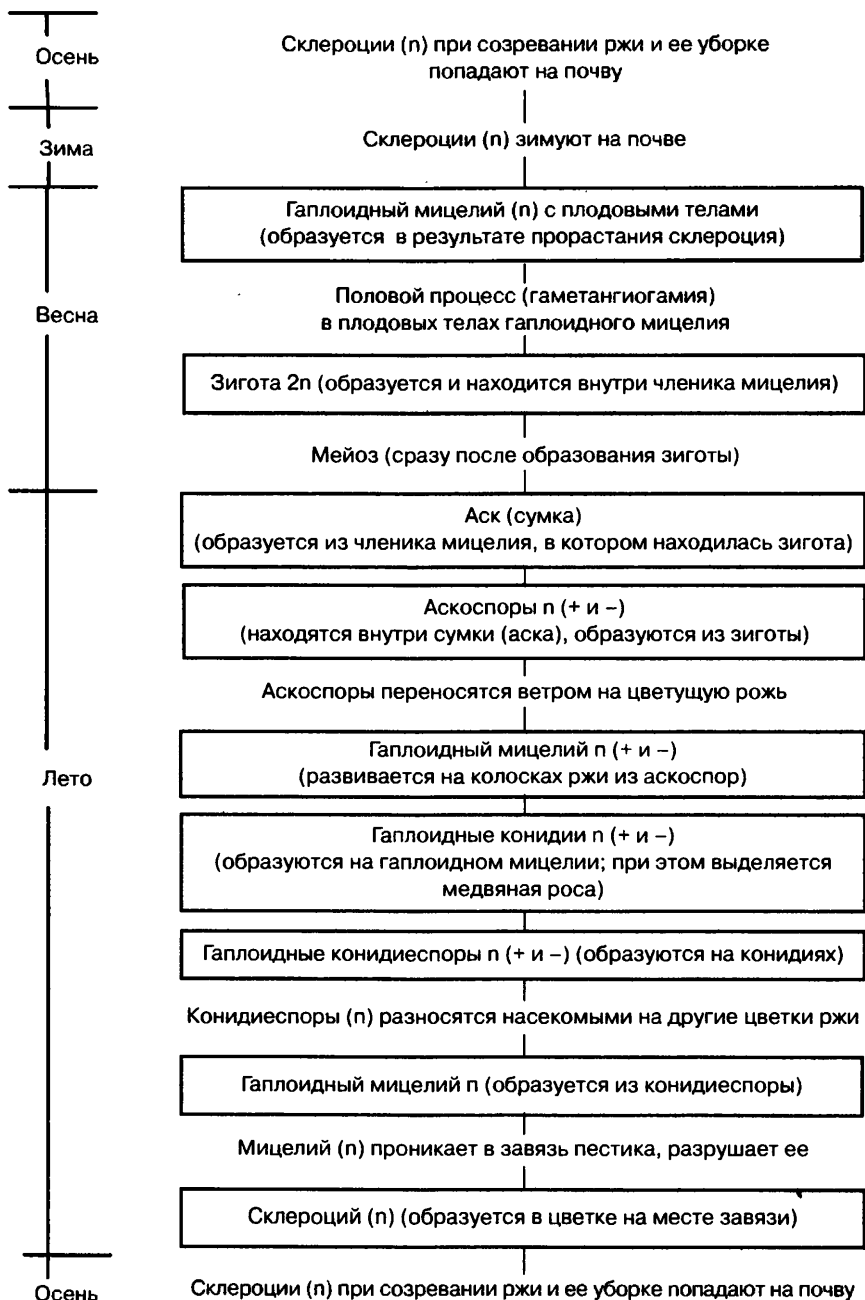 Осень
Склероции (n) при созревании ржи и ее уборке
попадают на почву
Зима
Склероции (n) зимуют на почве
Весна
Гаплоидный мицелий (n) с плодовыми телами
(образуется в результате прорастания склероция)
Половой процесс (гаметангиогамия)
в плодовых телах гаплоидного мицелия
Зигота 2n (образуется и находится внутри членика мицелия)
Мейоз (сразу после образования зиготы)
Лето
Аск (сумка)
(образуется из членика мицелия, в котором находилась зигота)
Аскоспоры n (+ и –)
(находятся внутри сумки (аска), образуются из зиготы)
Аскоспоры переносятся ветром на цветущую рожь
Гаплоидный мицелий n (+ и –)
(развивается на колосках ржи из аскоспор)
Гаплоидные конидии n (+ и –)
(образуются на гаплоидном мицелии; при этом выделяется
медвяная роса)
Гаплоидные конидиеспоры n (+ и –) (образуются на конидиях)
Конидиеспоры (n) разносятся насекомыми на другие цветки ржи
Гаплоидный мицелий n (образуется из конидиеспоры)
Мицелий (n) проникает в завязь пестика, разрушает ее
Склероций (n) (образуется в цветке на месте завязи)
Осень
Склероции (n) при созревании ржи и ее уборке попадают на почву